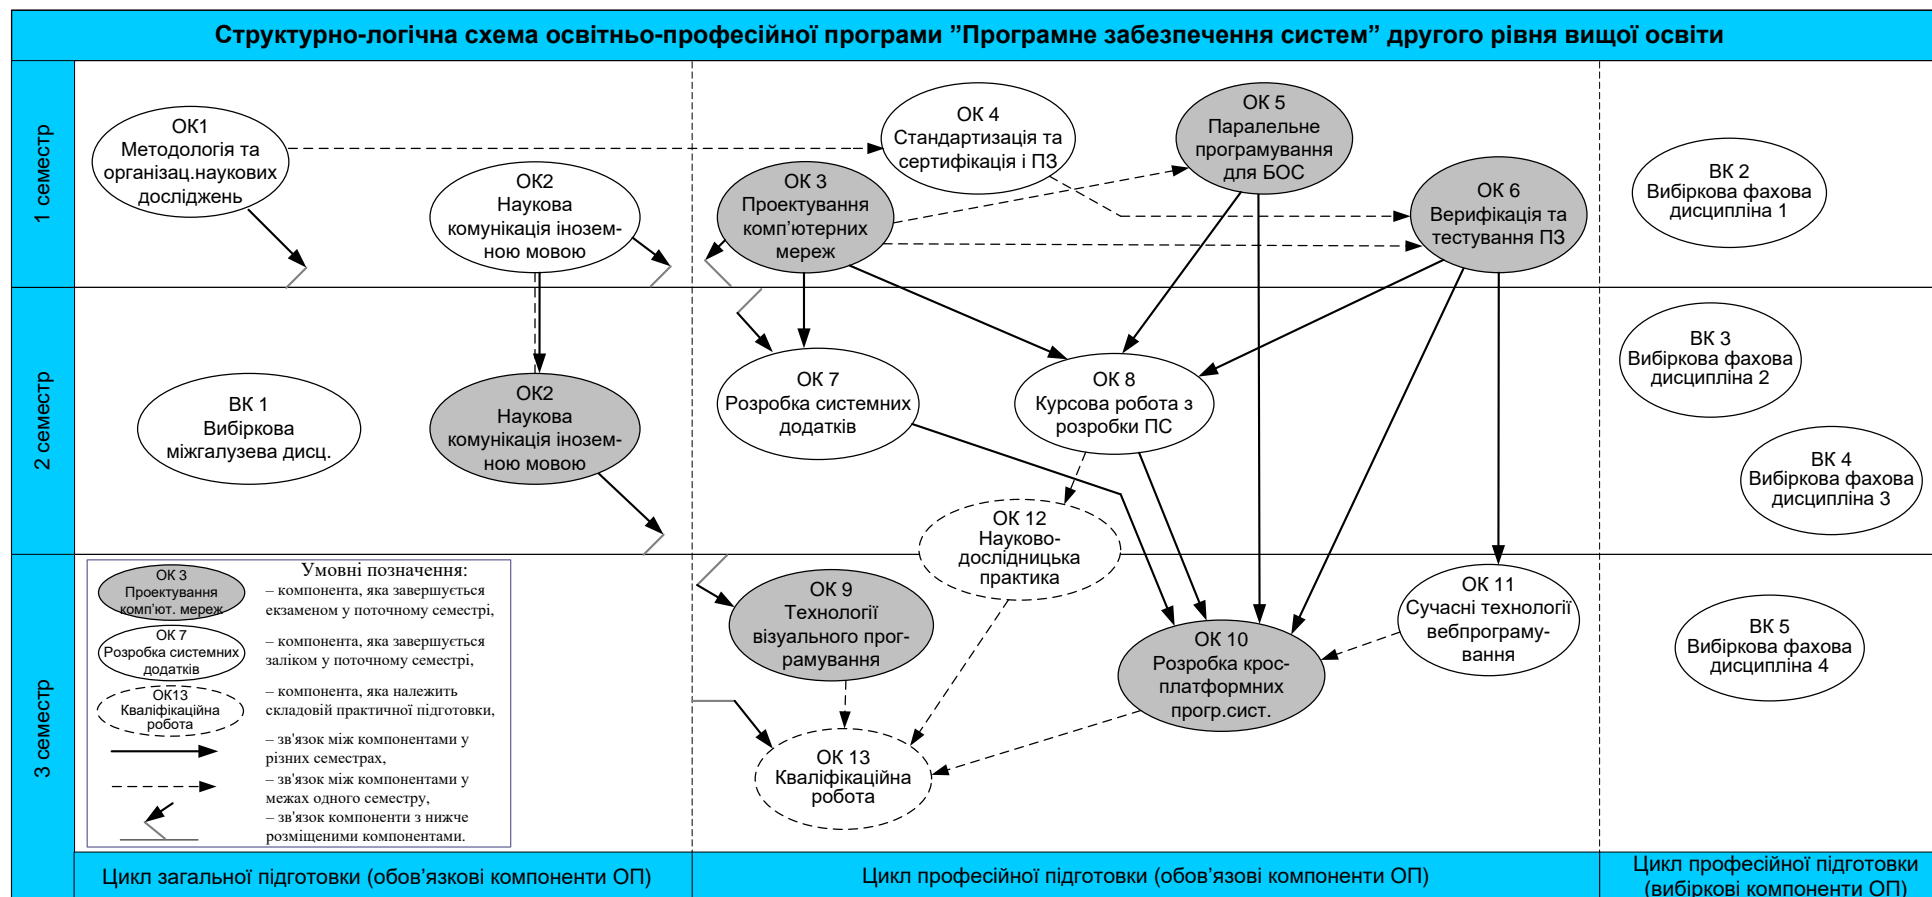 Структурно-логічна схема освітньо-професійної програми ”Програмне забезпечення систем” другого рівня вищої освіти
1 семестр
ОК1
Методологія та
організац.наукових
досліджень
ОК2
Наукова
комунікація інозем-
ною мовою
ОК 3
Проектування
комп’ютерних
мереж
ОК 4
Стандартизація та
сертифікація і ПЗ
ОК 5
Паралельне
програмування
для БОС
ОК 6
Верифікація та
тестування ПЗ
ВК 2
Вибіркова фахова
дисципліна 1
2 семестр
ВК 1
Вибіркова
міжгалузева дисц.
ОК2
Наукова
комунікація інозем-
ною мовою
ОК 7
Розробка системних
додатків
ОК 8
Курсова робота з
розробки ПС
ОК 12
Науково-
дослідницька
практика
ВК 3
Вибіркова фахова
дисципліна 2
ВК 4
Вибіркова фахова
дисципліна 3
3 семестр
Умовні позначення:
ОК 3
Проектування
комп’ют. мереж
– компонента, яка завершується
екзаменом у поточному семестрі,
ОК 7
Розробка системних
додатків
– компонента, яка завершується
заліком у поточному семестрі,
ОК13
Кваліфікаційна
робота
– компонента, яка належить
складовій практичної підготовки,
– зв'язок між компонентами у
різних семестрах,
– зв'язок між компонентами у
межах одного семестру,
– зв'язок компоненти з нижче
розміщеними компонентами.
ОК 9
Технології
візуального прог-
рамування
ОК 10
Розробка крос-
платформних
прогр.сист.
ОК 11
Сучасні технології
вебпрограму-
вання
ОК 13
Кваліфікаційна
робота
ВК 5
Вибіркова фахова
дисципліна 4
Цикл загальної підготовки (обов’язкові компоненти ОП)
Цикл професійної підготовки (обов’язові компоненти ОП)
Цикл професійної підготовки
(вибіркові компоненти ОП)